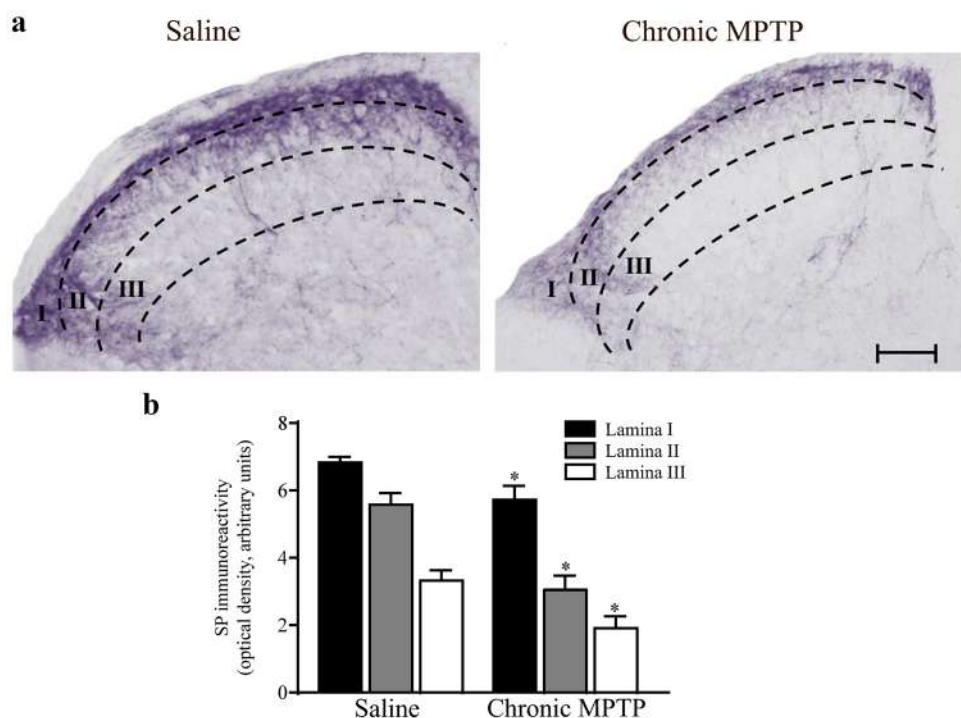 a
Saline
Chronic MPTP
I
II
III
I
II
III
b
SP immunoreactivity
(optical density, arbitrary units)
8
6
4
2
0
*
*
*
Lamina I
Lamina II
Lamina III
Saline
Chronic MPTP